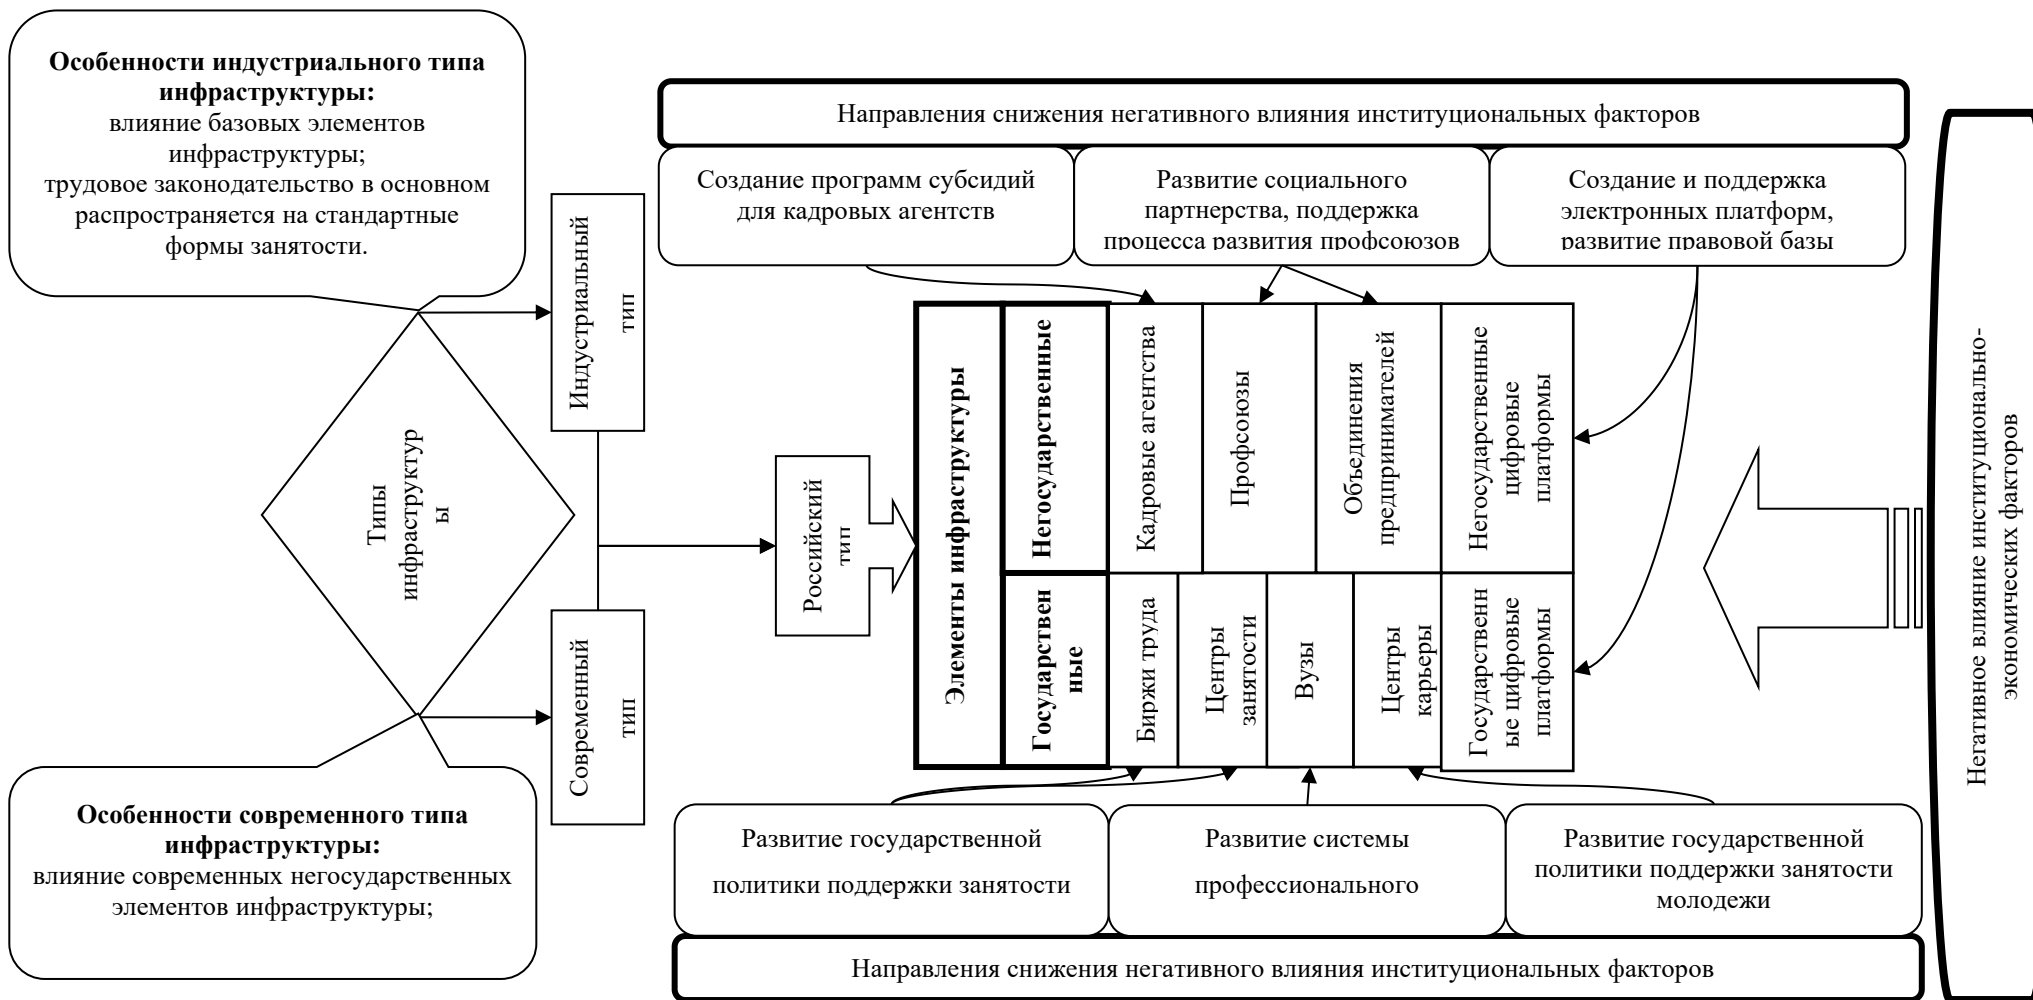 Особенности индустриального типа
инфраструктуры:
влияние базовых элементов
инфраструктуры;
трудовое законодательство в основном
распространяется на стандартные
формы занятости.
Типы
инфраструктур
ы
Особенности современного типа
инфраструктуры:
влияние современных негосударственных
элементов инфраструктуры;
Индустриальный
тип
Современный
тип
Российский
тип
Направления снижения негативного влияния институциональных факторов
Создание программ субсидий
для кадровых агентств
Развитие социального
партнерства, поддержка
процесса развития профсоюзов
Создание и поддержка
электронных платформ,
развитие правовой базы
Элементы инфраструктуры
Негосударственные
Кадровые агентства
Профсоюзы
Объединения
предпринимателей
Негосударственные
цифровые
платформы
Государствен
ные
Биржи труда
Центры
занятости
Вузы
Центры
карьеры
Государственн
ые цифровые
платформы
Развитие государственной
политики поддержки занятости
Развитие системы
профессионального
Развитие государственной
политики поддержки занятости
молодежи
Направления снижения негативного влияния институциональных факторов
Негативное влияние институционально-
экономических факторов